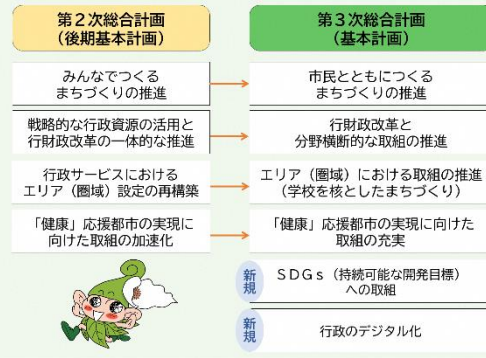 第2次総合計画
（後期基本計画）
第3次総合計画
（基本計画）
みんなでつくる
まちづくりの推進
市民とともにつくる
まちづくりの推進
戦略的な行政資源の活用と
行財政改革の一体的な推進
行財政改革と
分野横断的な取組の推進
行政サービスにおける
エリア（圏域）設定の再構築
エリア（圏域）における取組の推進
（学校を核としたまちづくり）
「健康」応援都市の実現に
向けた取組の加速化
「健康」応援都市の実現に向けた
取組の充実
新規
ＳＤＧｓ（持続可能な開発目標）
への取組
新規
行政のデジタル化